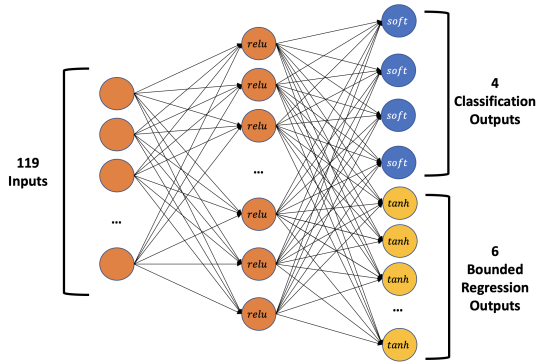 119
Inputs
...
relu
relu
relu
...
relu
relu
relu
soft
soft
soft
soft
tanh
tanh
tanh
...
tanh
4
Classification
Outputs
6
Bounded
Regression
Outputs